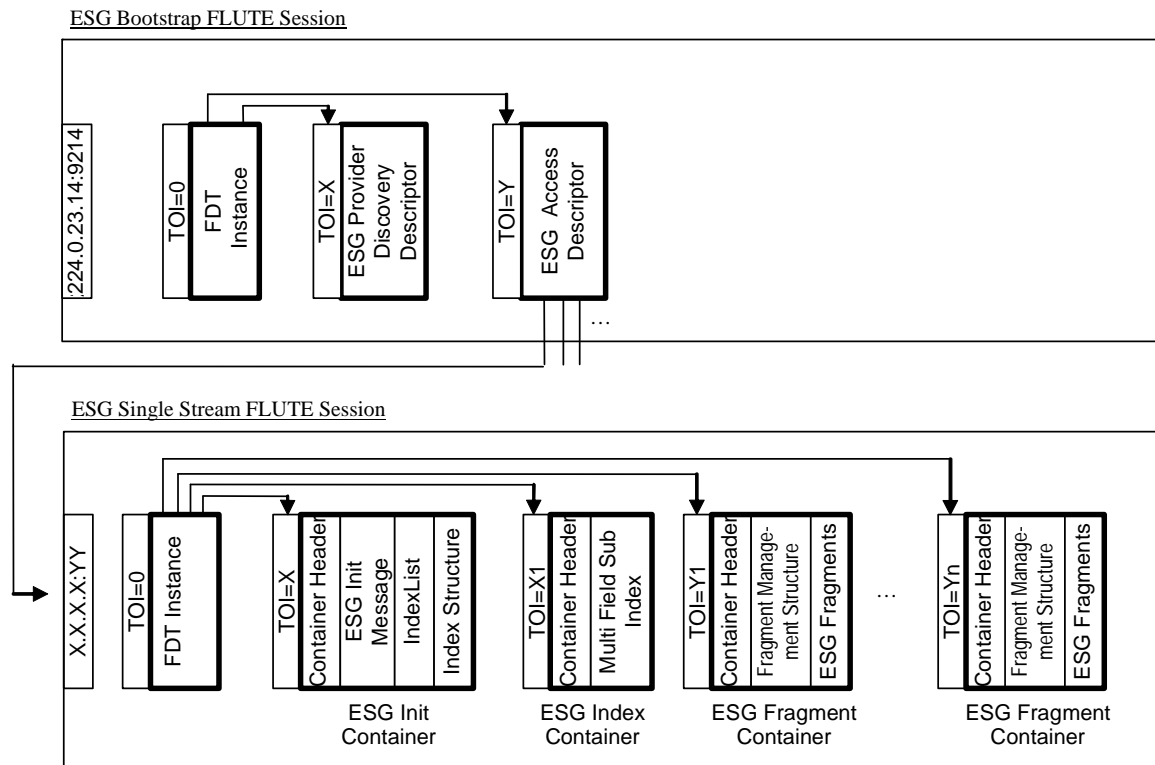 ESG Bootstrap FLUTE Session
224.0.23.14:9214
TOI=0
FDT
Instance
TOI=X
ESG Provider
Discovery
Descriptor
TOI=Y
ESG Access
Descriptor
...
ESG Single Stream FLUTE Session
X.X.X.X:YY
TOI=0
FDT Instance
TOI=X
Container Header
ESG Init
Message
IndexList
Index Structure
TOI=X1
Container Header
Multi Field Sub
Index
TOI=Y1
Container Header
Fragment Manage-
ment Structure
ESG Fragments
...
TOI=Yn
Container Header
Fragment Manage-
ment Structure
ESG Fragments
ESG Init
Container
ESG Index
Container
ESG Fragment
Container
ESG Fragment
Container